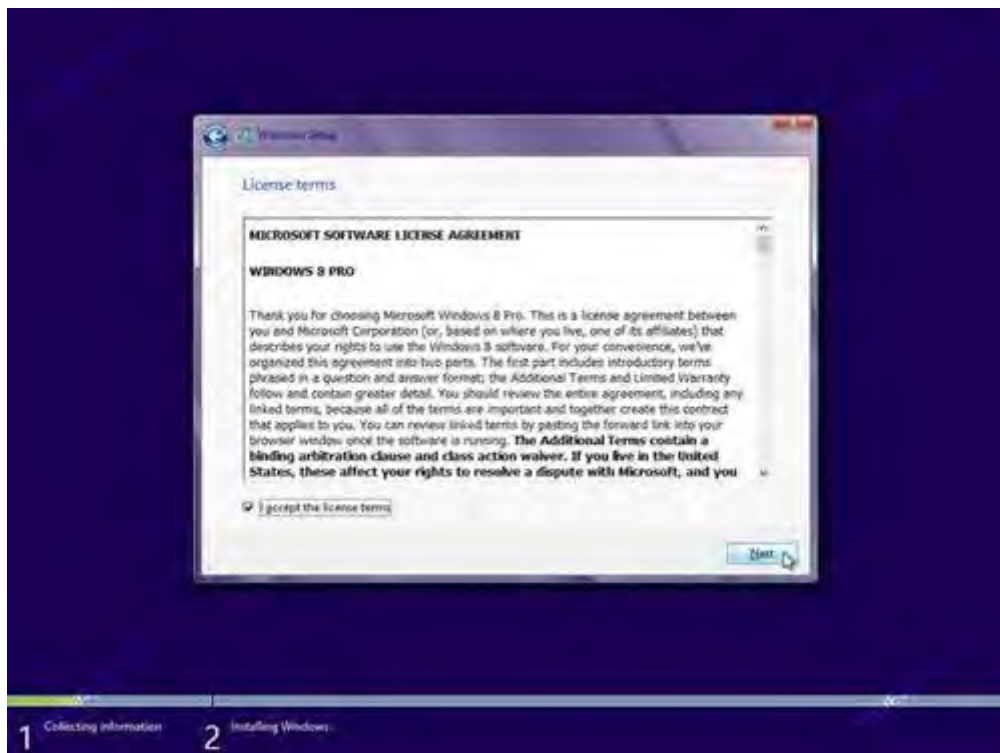 Windows Setup
License terms
MICROSOFT SOFTWARE LICENSE AGREEMENT
WINDOWS 8 PRO
Thank you for choosing Microsoft Windows 8 Pro. This is a license agreement between
you and Microsoft Corporation (or, based on where you live, one of its affiliates) that
describes your rights to use the Windows 8 software. For your convenience, we've
organized this agreement into two parts. The first part includes introductory terms
phrased in a question and answer format; the Additional Terms and Limited Warranty
follow and contain greater detail. You should review the entire agreement, including any
linked terms, because all of the terms are important and together create this contract
that applies to you. You can review linked terms by pasting the forward link into your
browser window once the software is running. The Additional Terms contain a
binding arbitration clause and class action waiver. If you live in the United
States, these affect your rights to resolve a dispute with Microsoft, and you
I accept the license terms
Next
1 Collecting information 2 Installing Windows